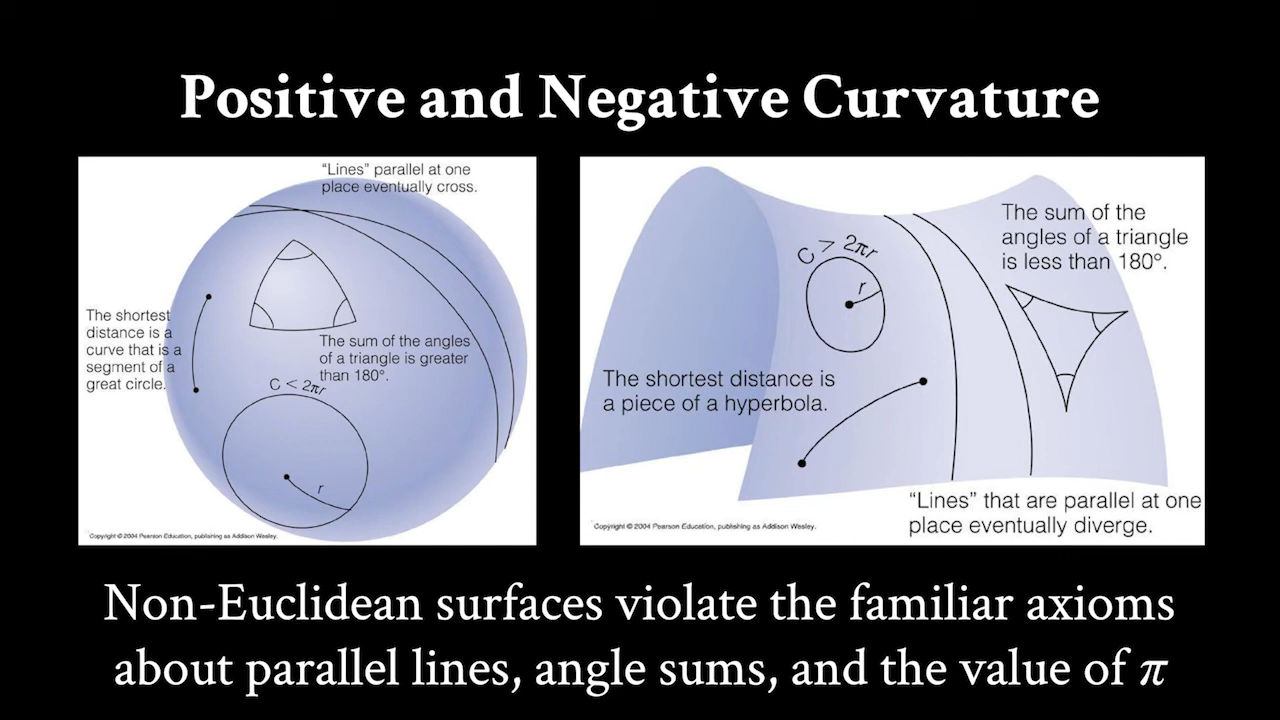 Positive and Negative Curvature
“Lines” parallel at one
place eventually cross.
The shortest
distance is a
curve that is a
segment of a
great circle.
The sum of the angles
of a triangle is greater
than 180°.
C < 2πr
r
Copyright © 2004 Pearson Education, publishing as Addison Wesley.
The sum of the
angles of a triangle
is less than 180°.
C > 2πr
r
The shortest distance is
a piece of a hyperbola.
“Lines” that are parallel at one
place eventually diverge.
Copyright © 2004 Pearson Education, publishing as Addison Wesley.
Non-Euclidean surfaces violate the familiar axioms
about parallel lines, angle sums, and the value of π